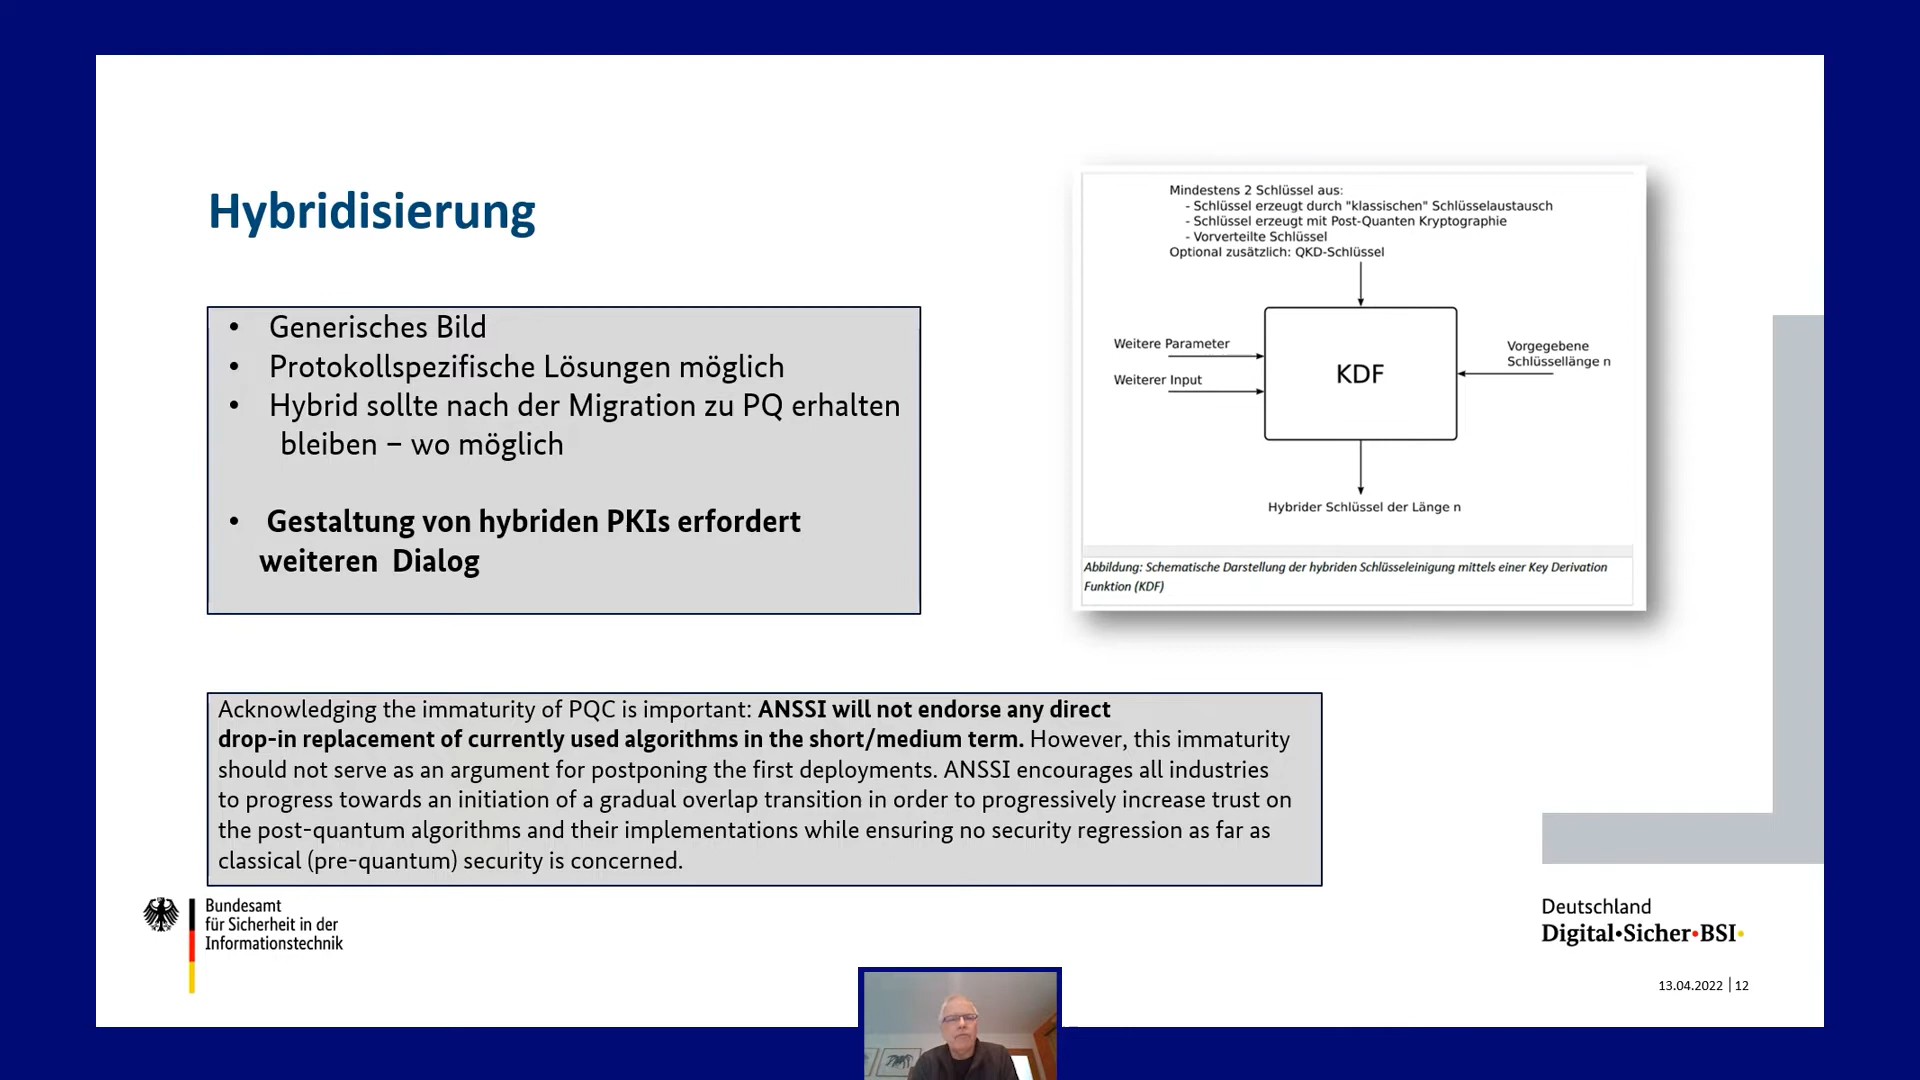 Hybridisierung
• Generisches Bild
• Protokollspezifische Lösungen möglich
• Hybrid sollte nach der Migration zu PQ erhalten
bleiben – wo möglich
• Gestaltung von hybriden PKIs erfordert
weiteren Dialog
Mindestens 2 Schlüssel aus:
- Schlüssel erzeugt durch "klassischen" Schlüsselaustausch
- Schlüssel erzeugt mit Post-Quanten Kryptographie
- Vorverteilte Schlüssel
Optional zusätzlich: QKD-Schlüssel
Weitere Parameter
Weiterer Input
KDF
Vorgegebene
Schlüssellänge n
Hybrider Schlüssel der Länge n
Abbildung: Schematische Darstellung der hybriden Schlüsseleinigung mittels einer Key Derivation
Funktion (KDF)
Acknowledging the immaturity of PQC is important: ANSSI will not endorse any direct
drop-in replacement of currently used algorithms in the short/medium term. However, this immaturity
should not serve as an argument for postponing the first deployments. ANSSI encourages all industries
to progress towards an initiation of a gradual overlap transition in order to progressively increase trust on
the post-quantum algorithms and their implementations while ensuring no security regression as far as
classical (pre-quantum) security is concerned.
Bundesamt
für Sicherheit in der
Informationstechnik
Deutschland
Digital•Sicher•BSI•
13.04.2022 | 12